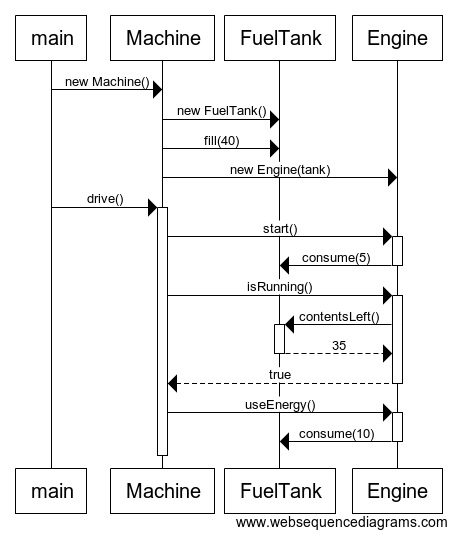 main Machine FuelTank Engine
new Machine()
new FuelTank()
fill(40)
new Engine(tank)
drive()
start()
consume(5)
isRunning()
contentsLeft()
35
true
useEnergy()
consume(10)
main Machine FuelTank Engine
www.websequencediagrams.com